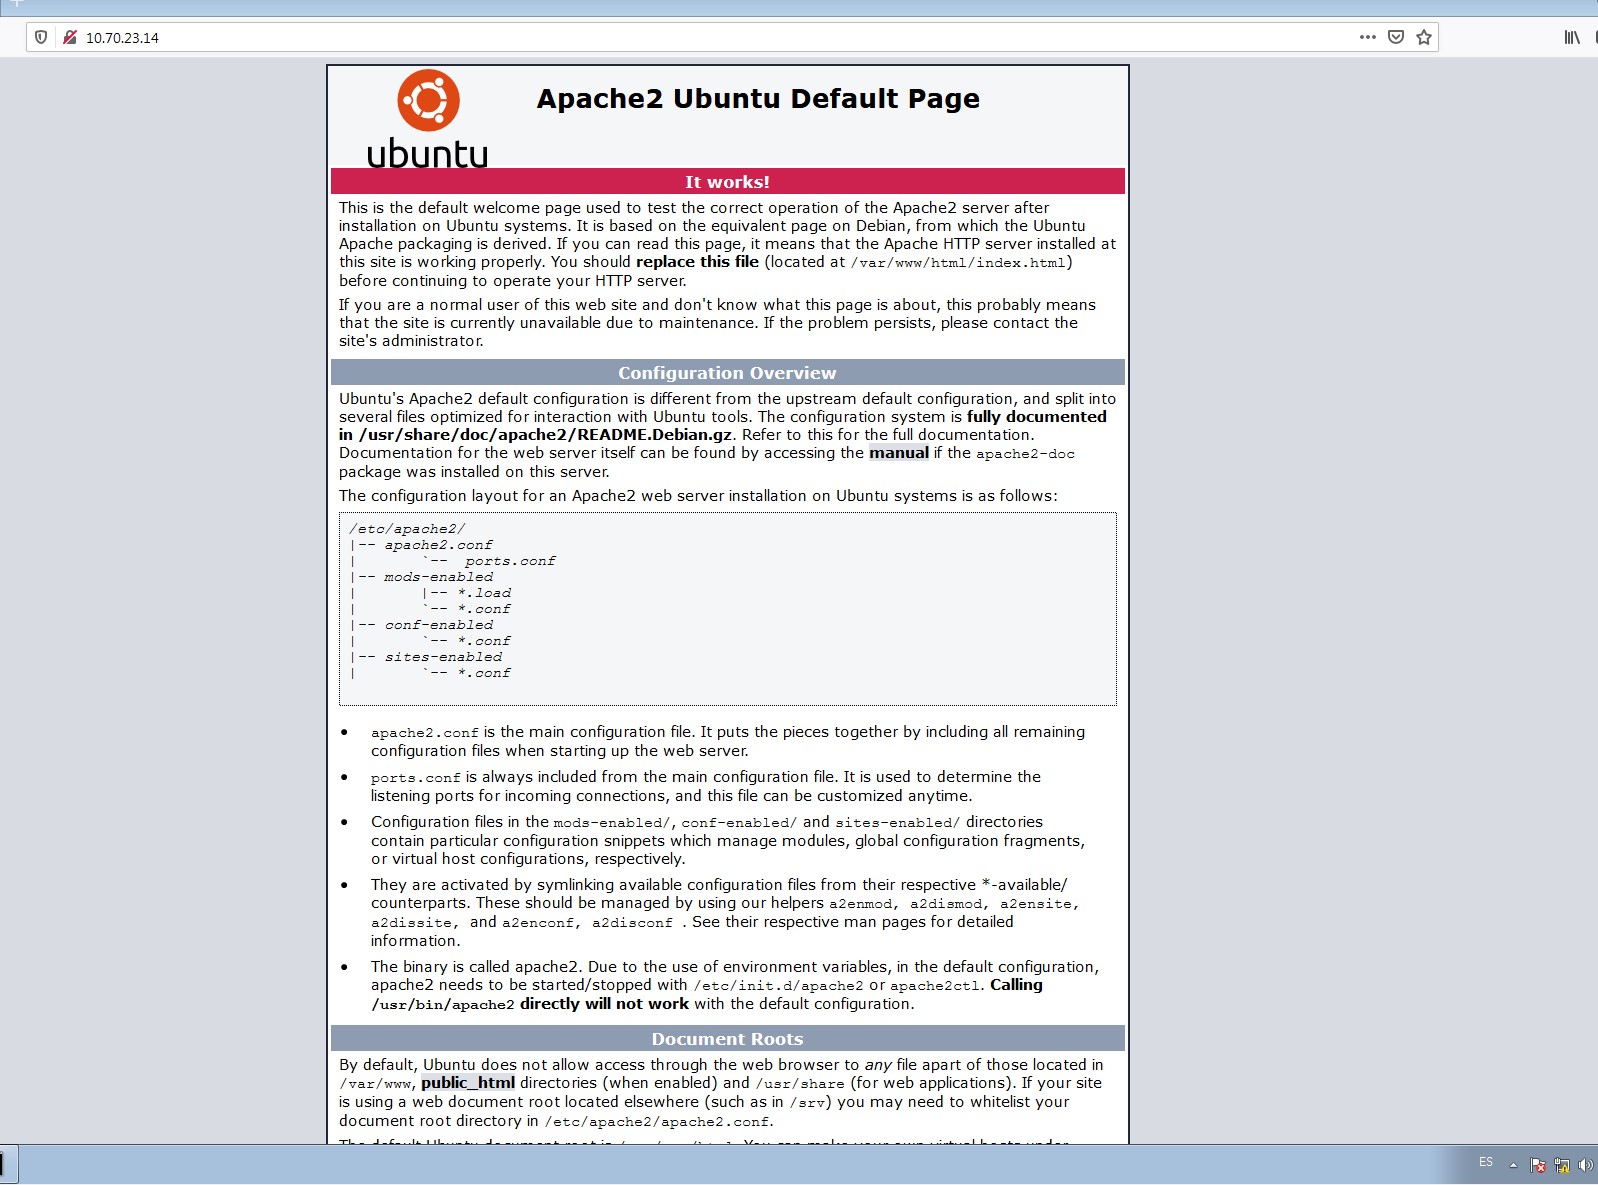 10.70.23.14
ubuntu
Apache2 Ubuntu Default Page
It works!
This is the default welcome page used to test the correct operation of the Apache2 server after
installation on Ubuntu systems. It is based on the equivalent page on Debian, from which the Ubuntu
Apache packaging is derived. If you can read this page, it means that the Apache HTTP server installed at
this site is working properly. You should replace this file (located at /var/www/html/index.html)
before continuing to operate your HTTP server.
If you are a normal user of this web site and don't know what this page is about, this probably means
that the site is currently unavailable due to maintenance. If the problem persists, please contact the
site's administrator.
Configuration Overview
Ubuntu's Apache2 default configuration is different from the upstream default configuration, and split into
several files optimized for interaction with Ubuntu tools. The configuration system is fully documented
in /usr/share/doc/apache2/README.Debian.gz. Refer to this for the full documentation.
Documentation for the web server itself can be found by accessing the manual if the apache2-doc
package was installed on this server.
The configuration layout for an Apache2 web server installation on Ubuntu systems is as follows:
/etc/apache2/
|-- apache2.conf
|       `--  ports.conf
|-- mods-enabled
|       |-- *.load
|       `-- *.conf
|-- conf-enabled
|       `-- *.conf
|-- sites-enabled
|       `-- *.conf
• apache2.conf is the main configuration file. It puts the pieces together by including all remaining
configuration files when starting up the web server.
• ports.conf is always included from the main configuration file. It is used to determine the
listening ports for incoming connections, and this file can be customized anytime.
• Configuration files in the mods-enabled/, conf-enabled/ and sites-enabled/ directories
contain particular configuration snippets which manage modules, global configuration fragments,
or virtual host configurations, respectively.
• They are activated by symlinking available configuration files from their respective *-available/
counterparts. These should be managed by using our helpers a2enmod, a2dismod, a2ensite,
a2dissite, and a2enconf, a2disconf . See their respective man pages for detailed
information.
• The binary is called apache2. Due to the use of environment variables, in the default configuration,
apache2 needs to be started/stopped with /etc/init.d/apache2 or apache2ctl. Calling
/usr/bin/apache2 directly will not work with the default configuration.
Document Roots
By default, Ubuntu does not allow access through the web browser to any file apart of those located in
/var/www, public_html directories (when enabled) and /usr/share (for web applications). If your site
is using a web document root located elsewhere (such as in /srv) you may need to whitelist your
document root directory in /etc/apache2/apache2.conf.
ES